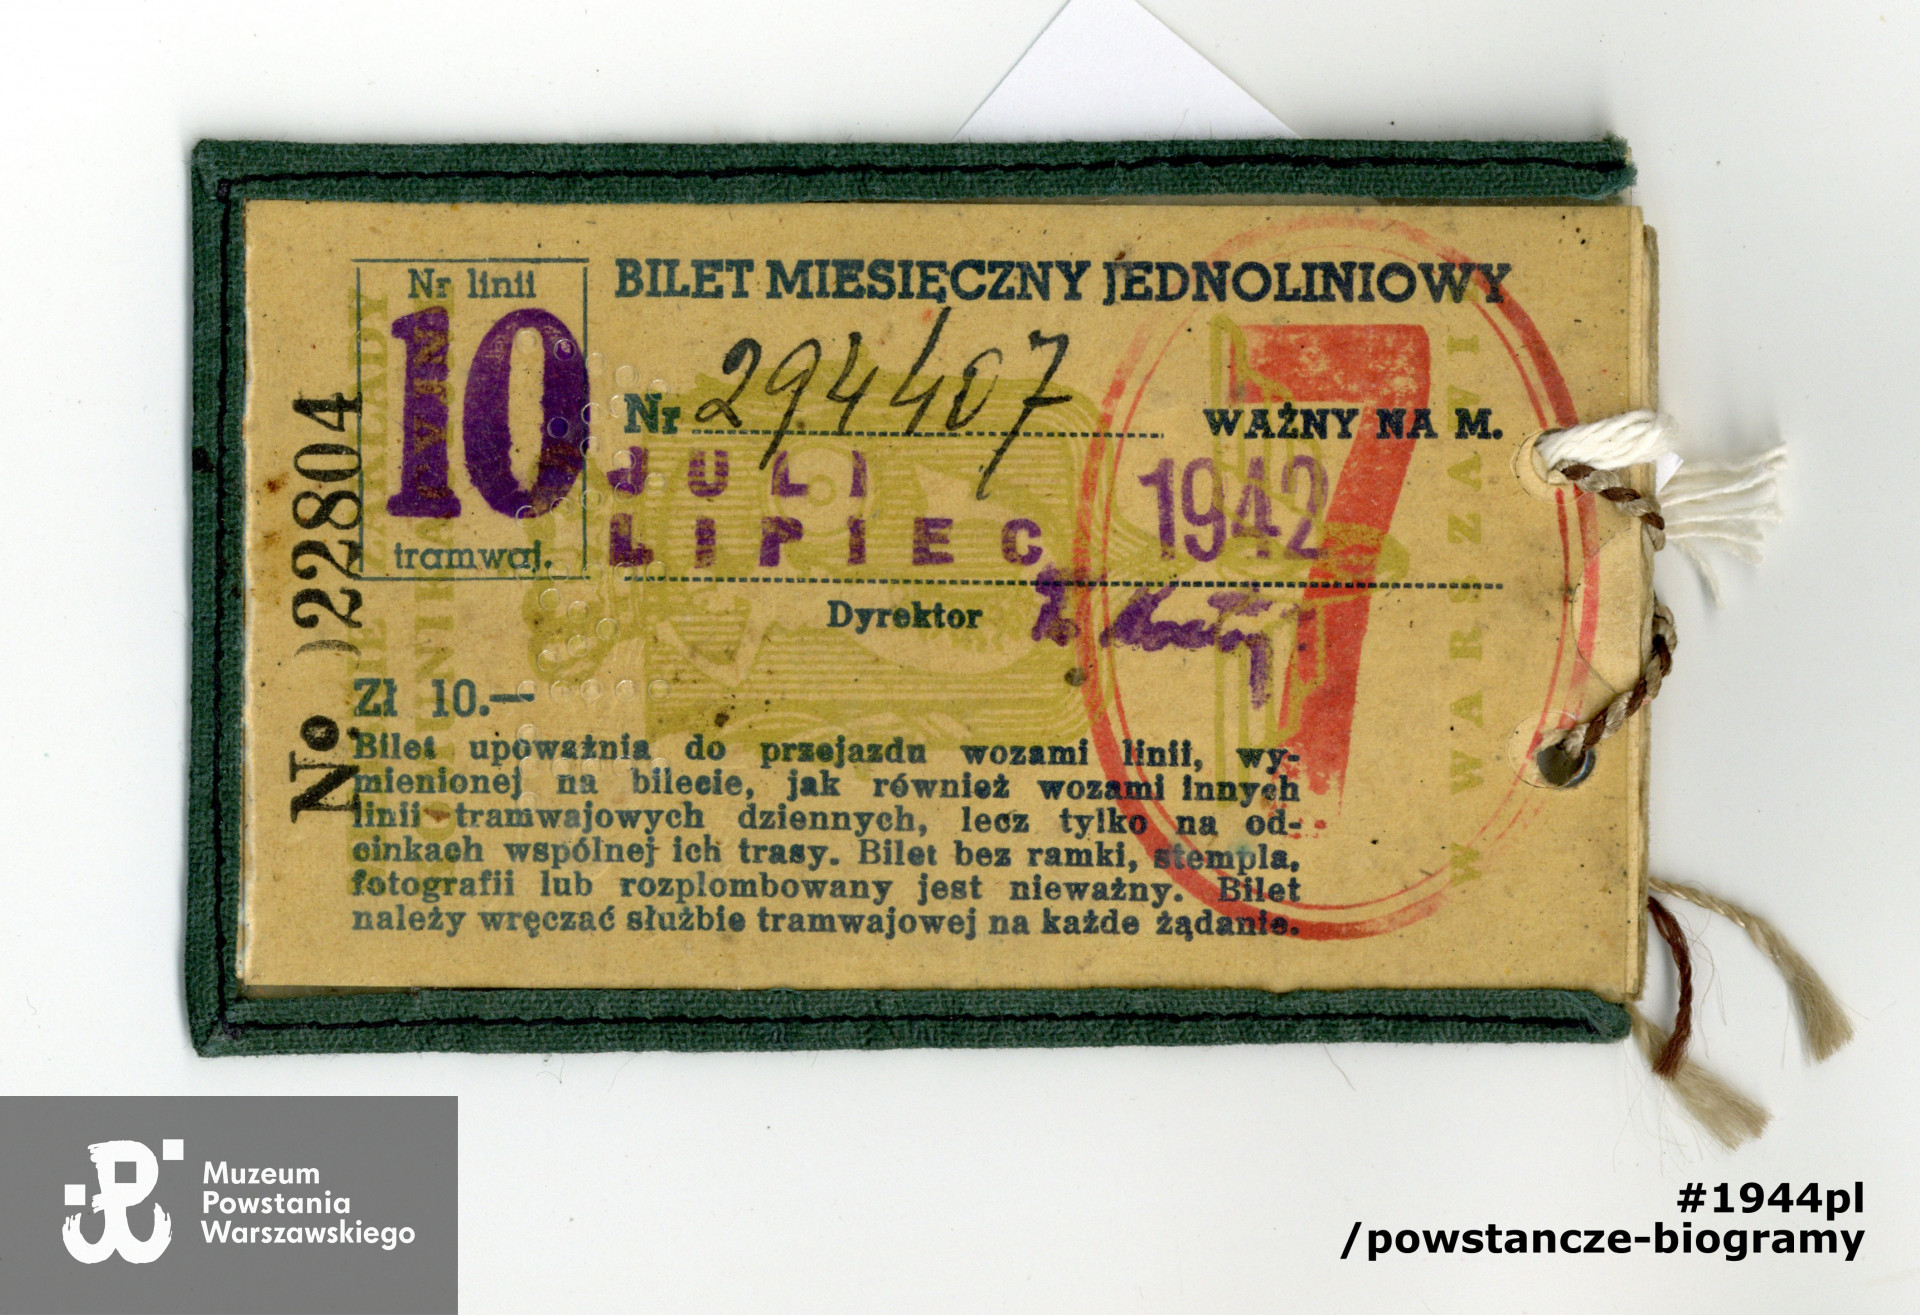 Nr linii
10
tramwaj.
BILET MIESIĘCZNY JEDNOLINIOWY
Nr 294407
WAŻNY NA M.
7
JULI
LIPIEC
1942
Dyrektor
No 022804
Zł 10.—
Bilet upoważnia do przejazdu wozami linii, wy-
mienionej na bilecie, jak również wozami innych
linii tramwajowych dziennych, lecz tylko na od-
cinkach wspólnej ich trasy. Bilet bez ramki, stempla,
fotografii lub rozplombowany jest nieważny. Bilet
należy wręczać służbie tramwajowej na każde żądanie.
W WARSZAWI
Muzeum
Powstania
Warszawskiego
#1944pl
/powstancze-biogramy